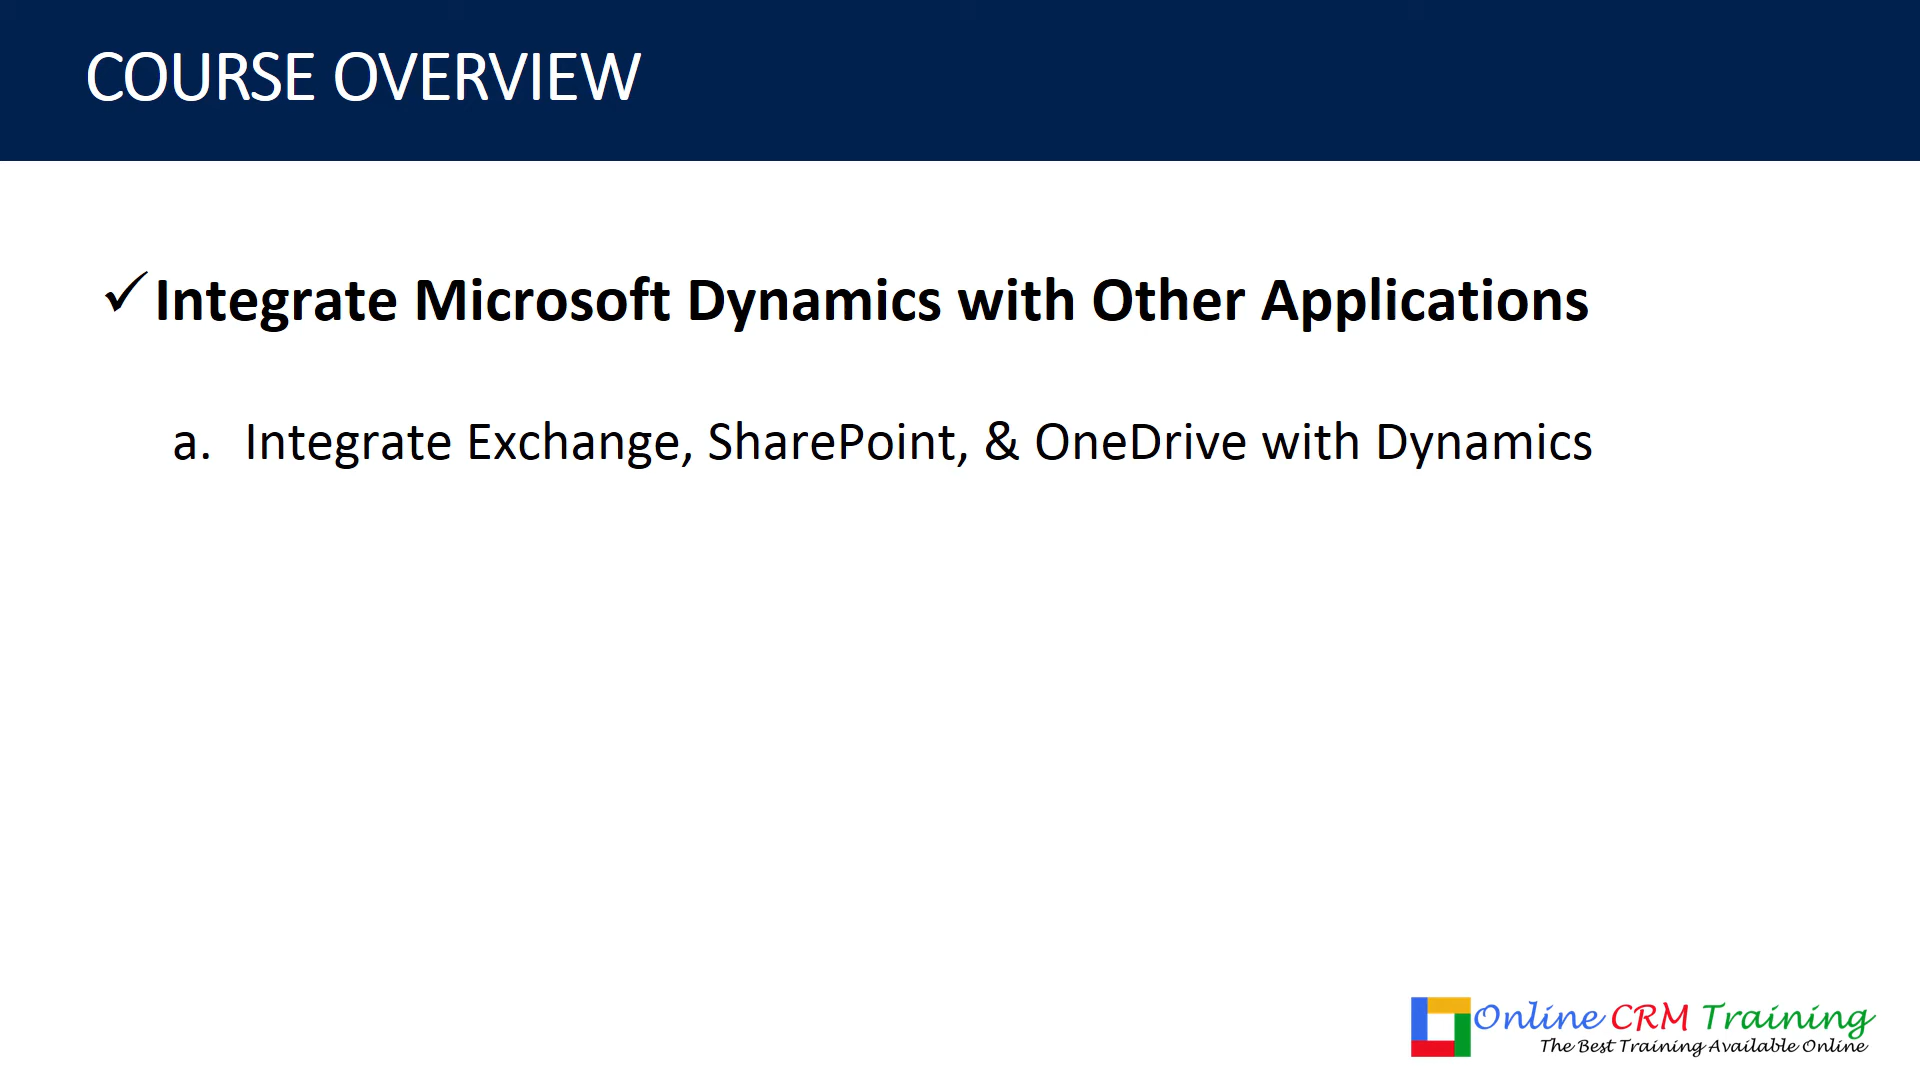 COURSE OVERVIEW
✓ Integrate Microsoft Dynamics with Other Applications
a. Integrate Exchange, SharePoint, & OneDrive with Dynamics
Online CRM Training
The Best Training Available Online